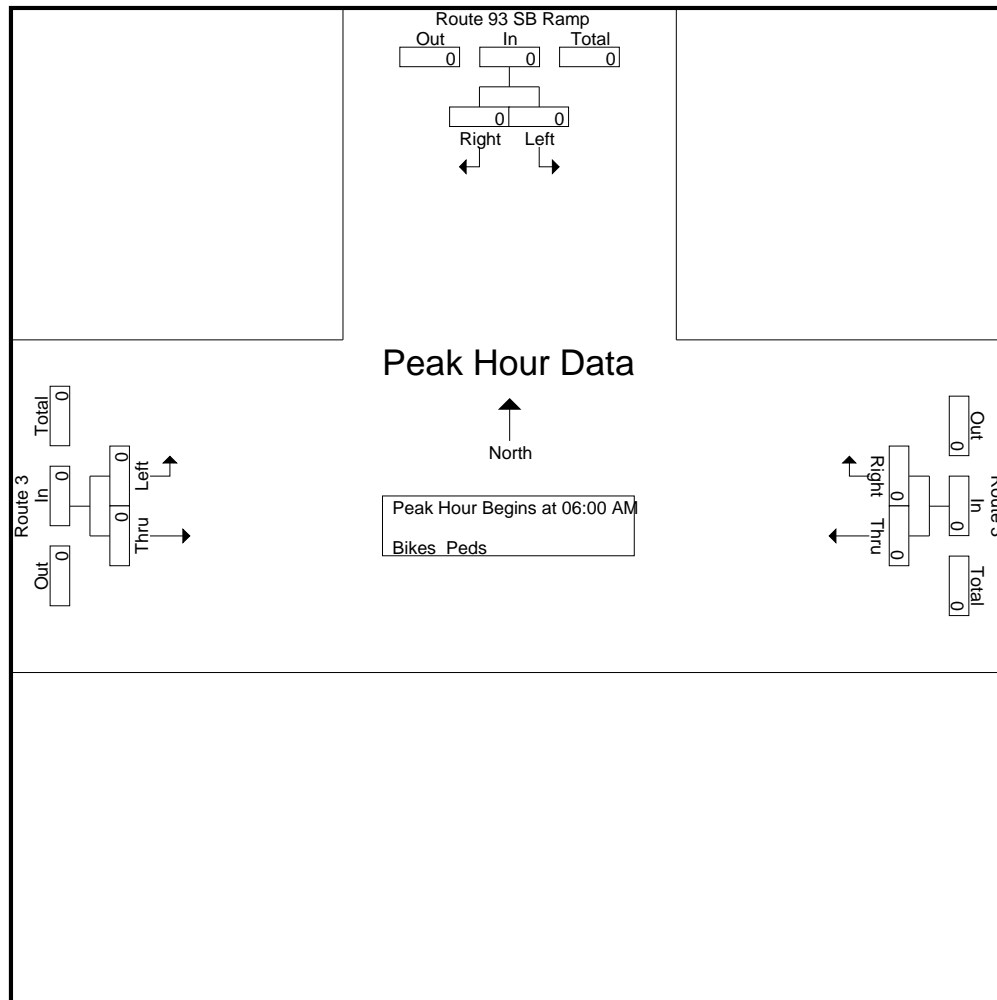 Route 93 SB Ramp
Out In Total
0 0 0
0 0
Right Left
Peak Hour Data
North
Peak Hour Begins at 06:00 AM
Bikes Peds
Route 3
Out In Total
0 0 0
Left Thru
0 0
Right Thru
0 0
Out In Total
0 0 0